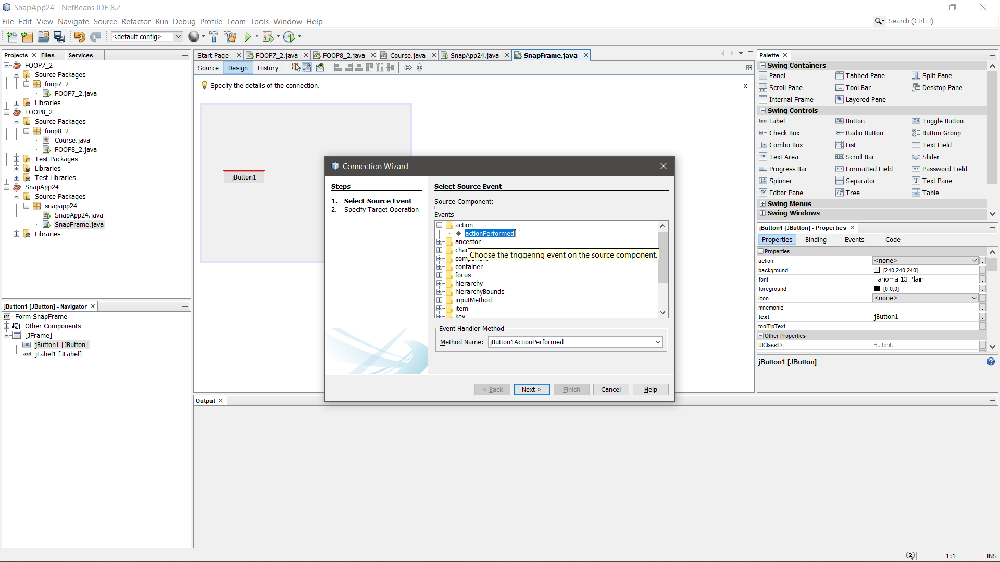 SnapApp24 - NetBeans IDE 8.2
File Edit View Navigate Source Refactor Run Debug Profile Team Tools Window Help
Search (Ctrl+I)
<default config>
Projects Files Services
FOOP7_2
Source Packages
foop7_2
FOOP7_2.java
Libraries
FOOP8_2
Source Packages
foop8_2
Course.java
FOOP8_2.java
Test Packages
Libraries
Test Libraries
SnapApp24
Source Packages
snapapp24
SnapApp24.java
SnapFrame.java
Libraries
jButton1 [JButton] - Navigator
Form SnapFrame
Other Components
[JFrame]
jButton1 [JButton]
label jLabel1 [JLabel]
Start Page FOOP7_2.java FOOP8_2.java Course.java SnapApp24.java SnapFrame.java
Source Design History
Specify the details of the connection.
x
jButton1
Connection Wizard
Steps
1. Select Source Event
2. Specify Target Operation
Select Source Event
Source Component:
Events
action
actionPerformed
ancestor
Choose the triggering event on the source component.
container
focus
hierarchy
hierarchyBounds
inputMethod
item
key
Event Handler Method
Method Name: jButton1ActionPerformed
< Back Next > Finish Cancel Help
Output
Palette
Swing Containers
Panel Tabbed Pane Split Pane
Scroll Pane Tool Bar Desktop Pane
Internal Frame Layered Pane
Swing Controls
label Label OK Button ON Toggle Button
Check Box Radio Button Button Group
Combo Box List Text Field
Text Area Scroll Bar Slider
Progress Bar Formatted Field Password Field
Spinner Separator Text Pane
Editor Pane Tree Table
Swing Menus
Swing Windows
jButton1 [JButton] - Properties
Properties Binding Events Code
Properties
action <none>
background [240,240,240]
font Tahoma 13 Plain
foreground [0,0,0]
icon <none>
mnemonic
text jButton1
toolTipText
Other Properties
UIClassID ButtonUI
jButton1 [JButton]
2 1:1 INS